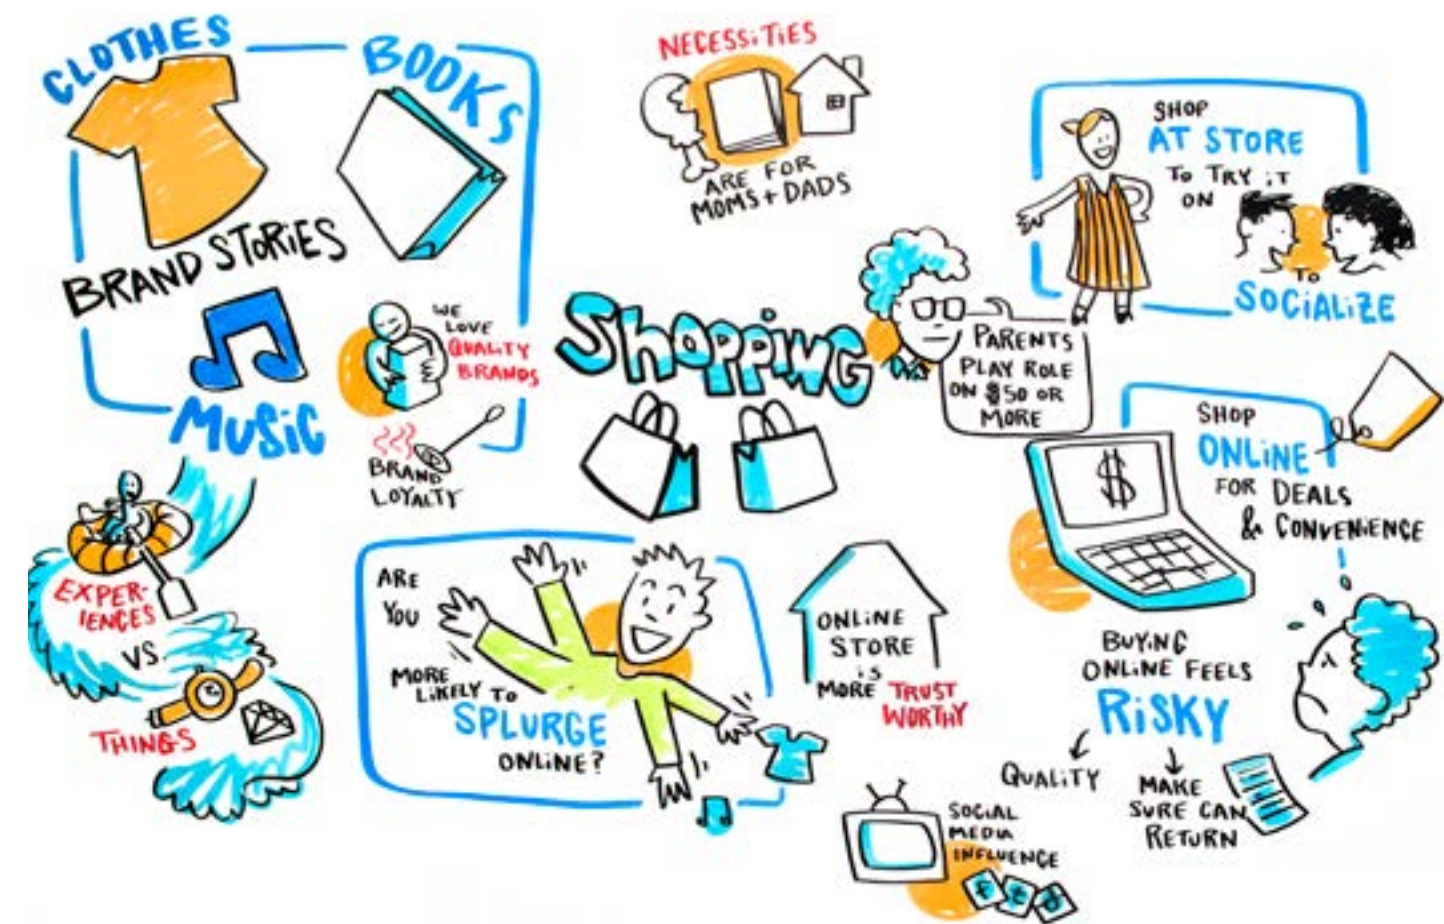 CLOTHES
BOOKS
BRAND STORIES
MUSIC
WE
LOVE
QUALITY
BRANDS
BRAND
LOYALTY
EXPER-
IENCES
VS.
THINGS
NECESSITIES
ARE FOR
MOMS + DADS
SHOPPING
PARENTS
PLAY ROLE
ON $50 OR
MORE
SHOP
AT STORE
TO TRY IT
ON
TO
SOCIALIZE
SHOP
ONLINE
FOR DEALS
& CONVENIENCE
$
BUYING
ONLINE FEELS
RISKY
QUALITY
MAKE
SURE CAN
RETURN
ARE
YOU
MORE
LIKELY TO
SPLURGE
ONLINE?
ONLINE
STORE
IS
MORE TRUST
WORTHY
SOCIAL
MEDIA
INFLUENCE